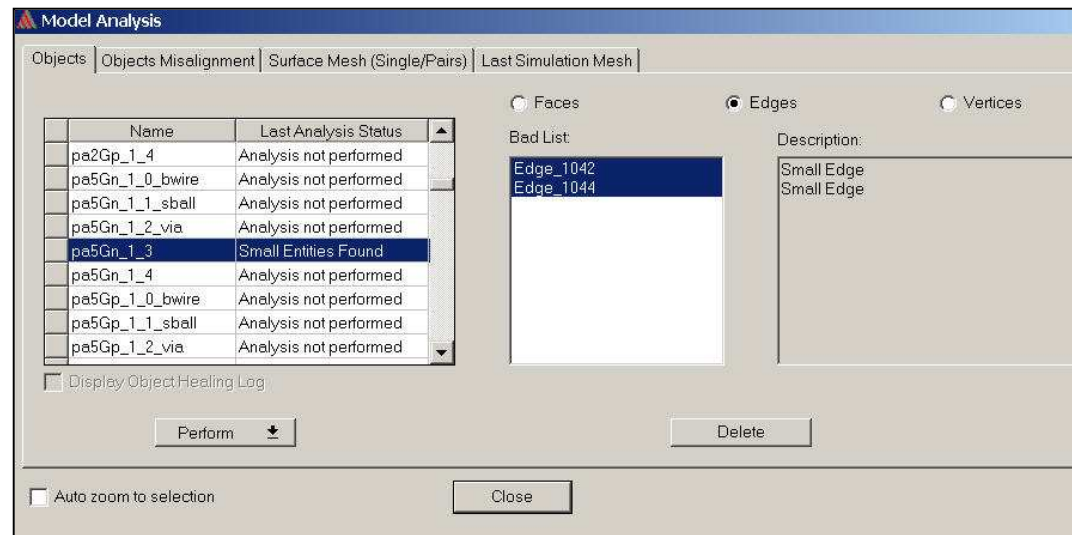 Model Analysis
Objects Objects Misalignment Surface Mesh (Single/Pairs) Last Simulation Mesh
Faces Edges Vertices
Name Last Analysis Status
pa2Gp_1_4 Analysis not performed
pa5Gn_1_0_bwire Analysis not performed
pa5Gn_1_1_sball Analysis not performed
pa5Gn_1_2_via Analysis not performed
pa5Gn_1_3 Small Entities Found
pa5Gn_1_4 Analysis not performed
pa5Gp_1_0_bwire Analysis not performed
pa5Gp_1_1_sball Analysis not performed
pa5Gp_1_2_via Analysis not performed
Bad List:
Edge_1042
Edge_1044
Description:
Small Edge
Small Edge
Display Object Healing Log
Perform
Delete
Auto zoom to selection
Close